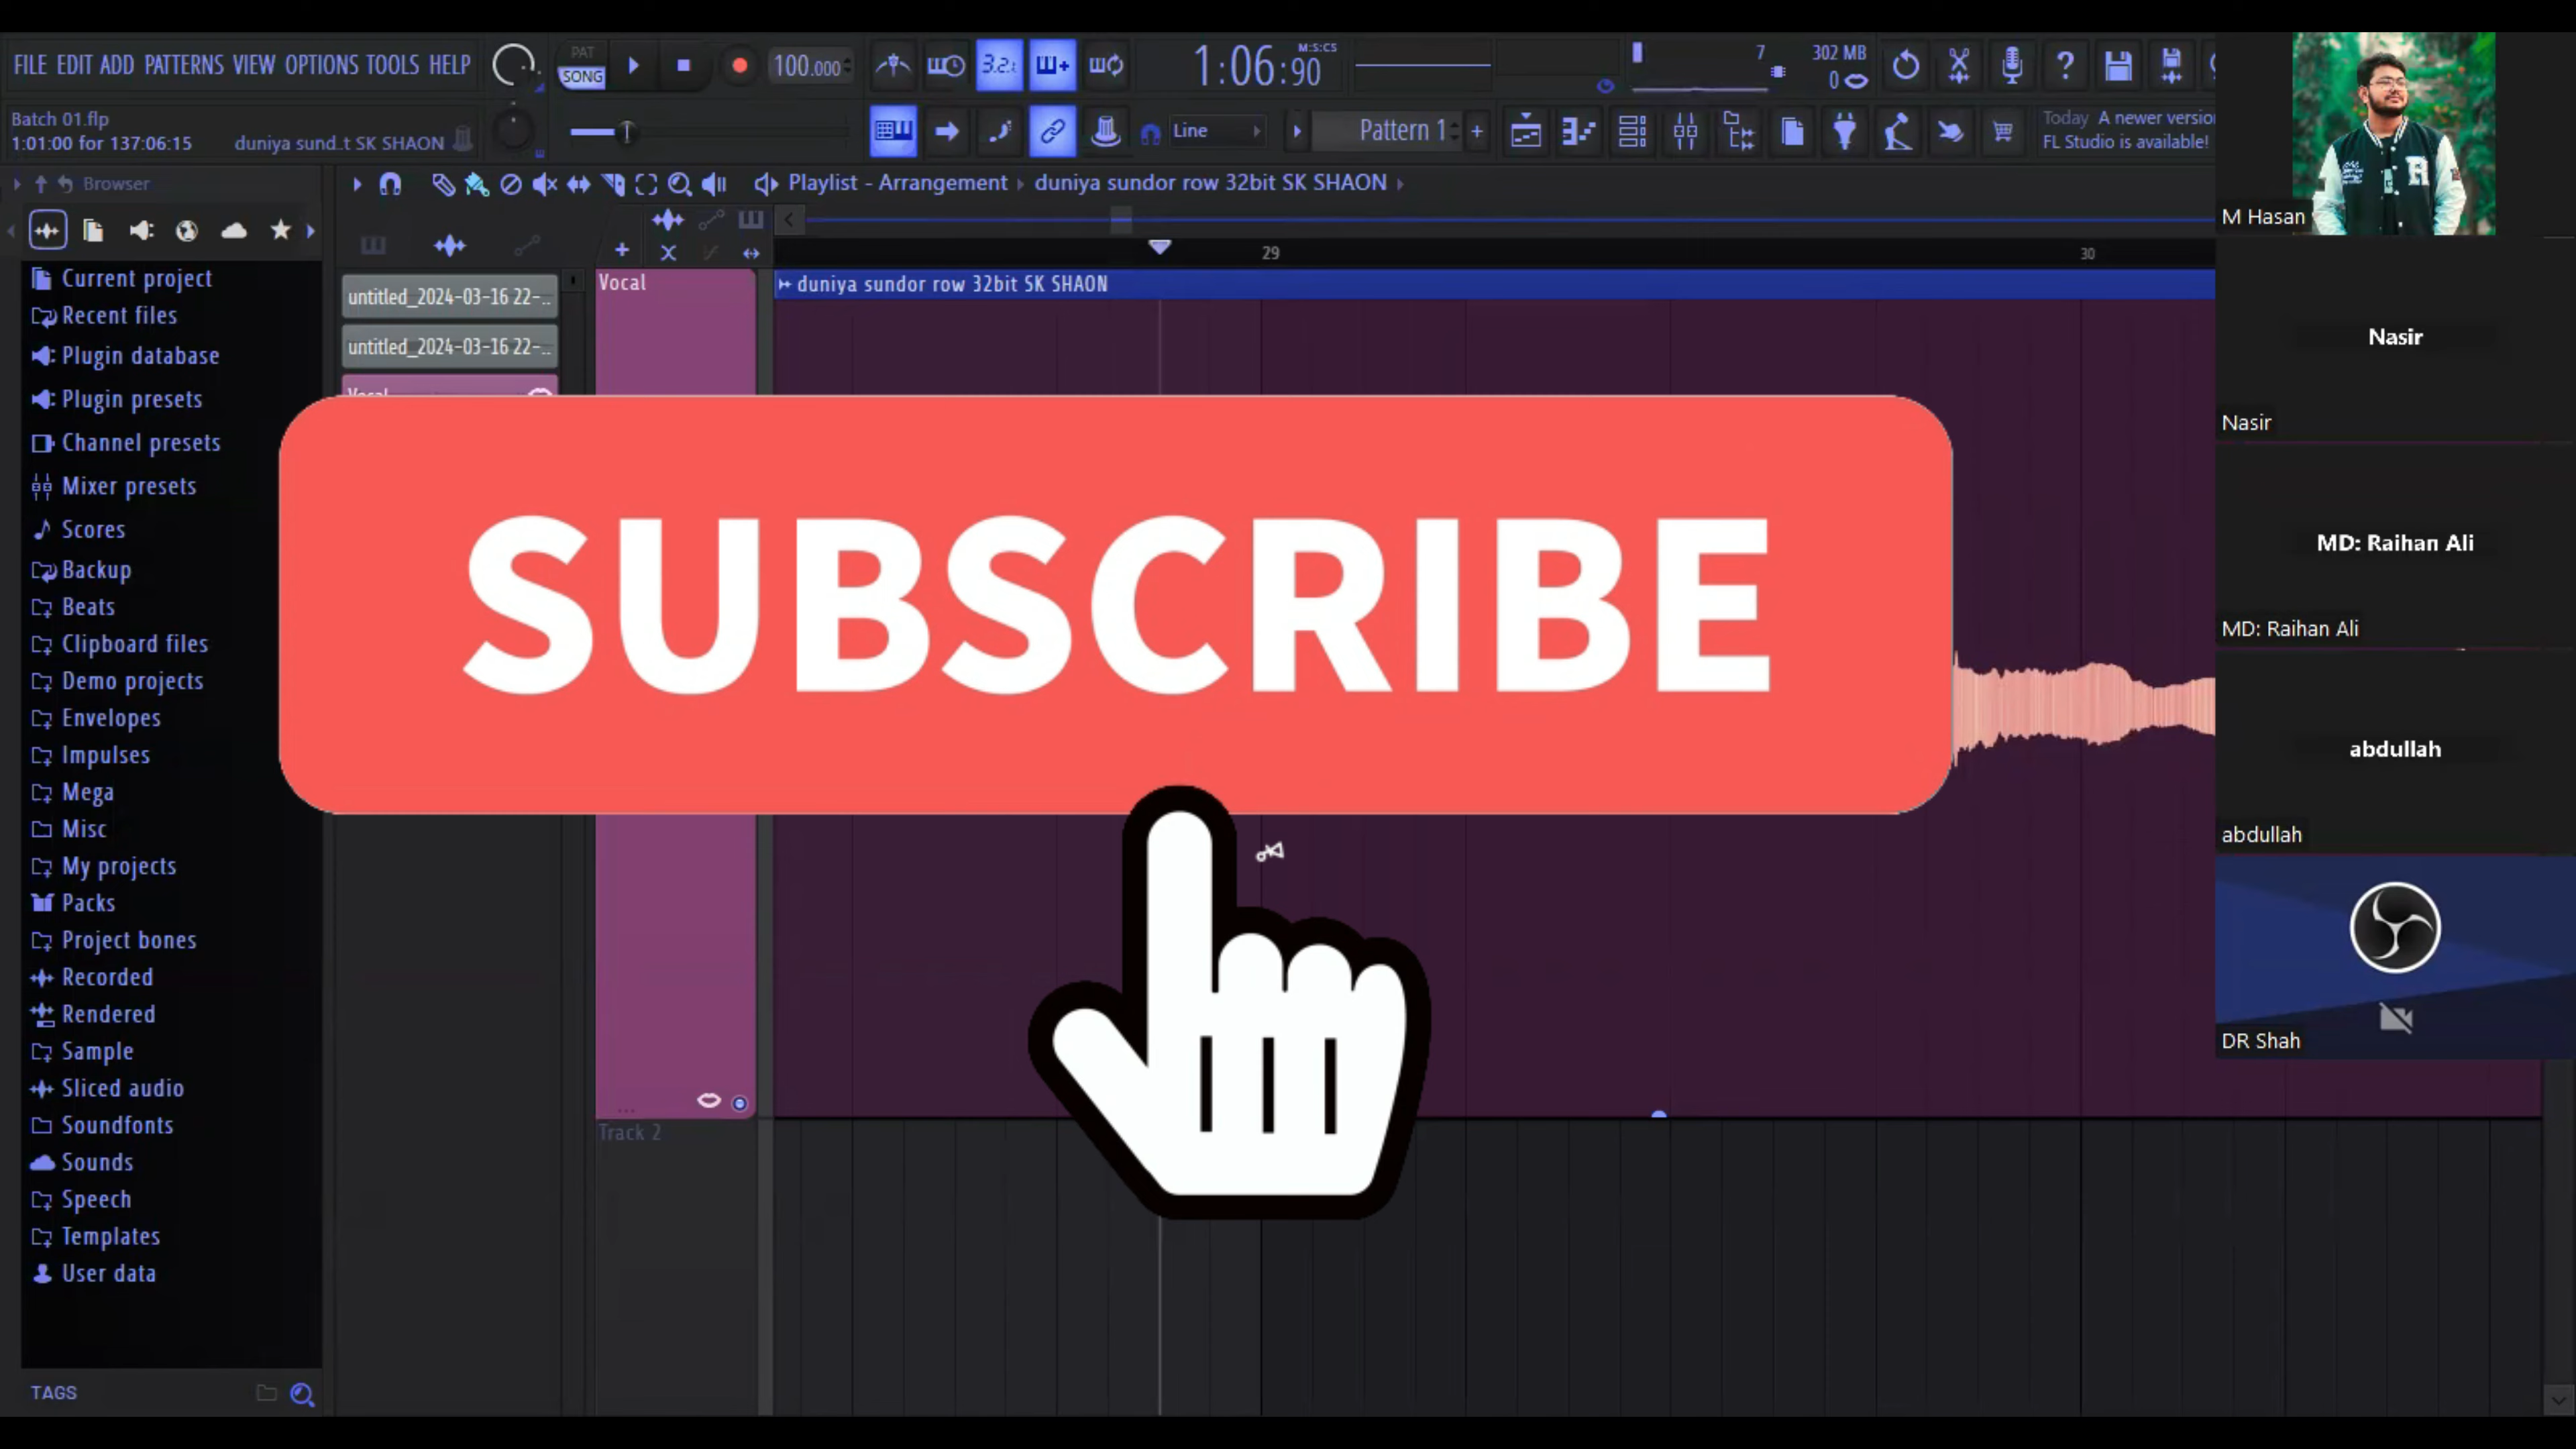 FILE EDIT ADD PATTERNS VIEW OPTIONS TOOLS HELP
PAT
SONG
100.000
3.2.
1:06:90
M:S:CS
7
302 MB
0
Batch 01.flp
1:01:00 for 137:06:15
duniya sund..t SK SHAON
Line
Pattern 1
Today A newer versio
FL Studio is available!
Browser
Playlist - Arrangement
duniya sundor row 32bit SK SHAON
29
30
Current project
Recent files
Plugin database
Plugin presets
Channel presets
Mixer presets
Scores
Backup
Beats
Clipboard files
Demo projects
Envelopes
Impulses
Mega
Misc
My projects
Packs
Project bones
Recorded
Rendered
Sample
Sliced audio
Soundfonts
Sounds
Speech
Templates
User data
TAGS
untitled_2024-03-16 22-..
untitled_2024-03-16 22-..
Vocal
Vocal
duniya sundor row 32bit SK SHAON
SUBSCRIBE
Track 2
M Hasan
Nasir
Nasir
MD: Raihan Ali
MD: Raihan Ali
abdullah
abdullah
DR Shah